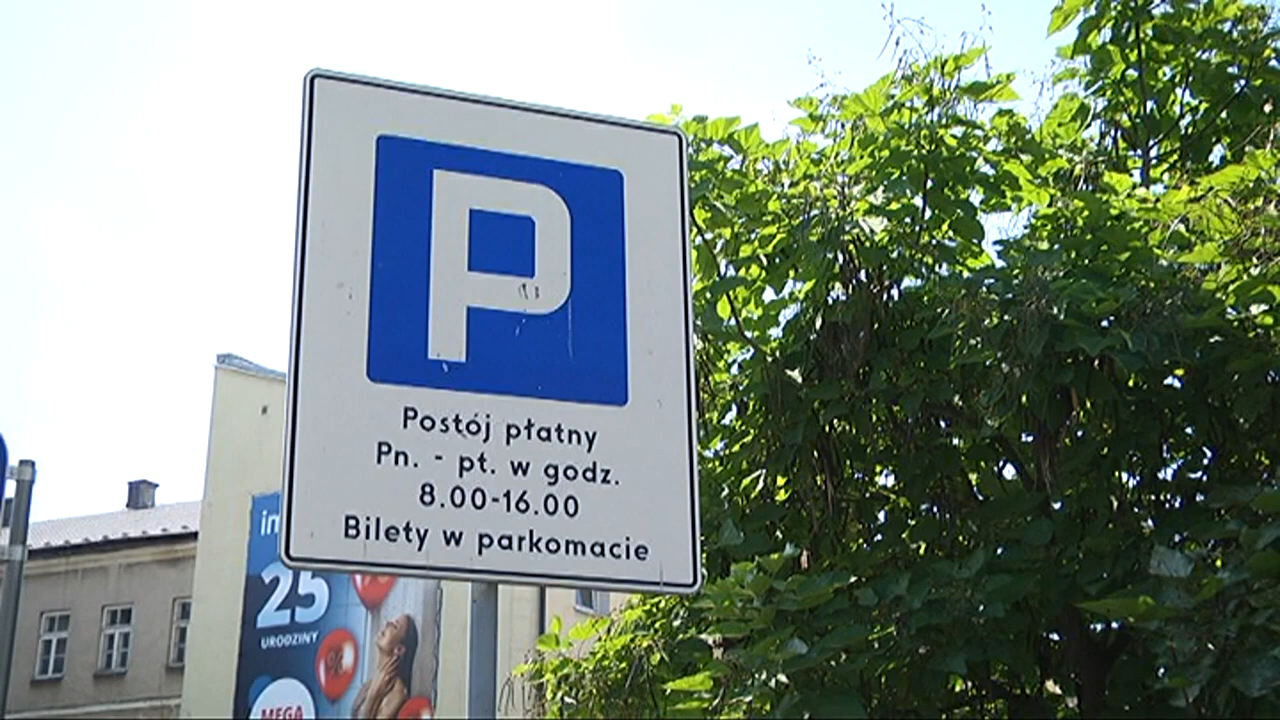 P
Postój płatny
Pn. - pt. w godz.
8.00-16.00
Bilety w parkomacie
25
URODZINY
MEGA